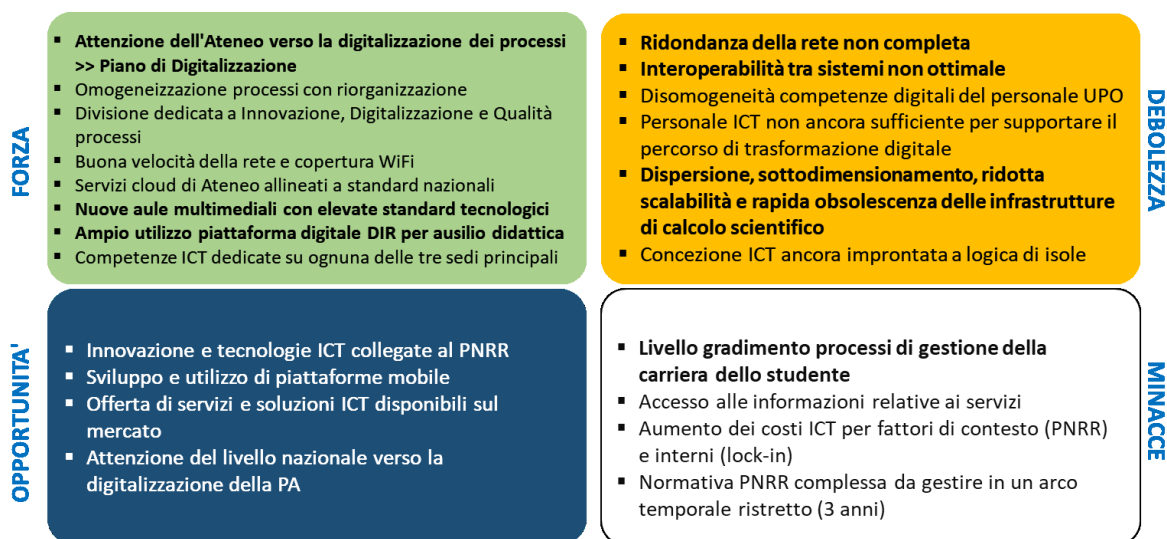 FORZA
▪ Attenzione dell'Ateneo verso la digitalizzazione dei processi
>> Piano di Digitalizzazione
▪ Omogeneizzazione processi con riorganizzazione
▪ Divisione dedicata a Innovazione, Digitalizzazione e Qualità
processi
▪ Buona velocità della rete e copertura WiFi
▪ Servizi cloud di Ateneo allineati a standard nazionali
▪ Nuove aule multimediali con elevate standard tecnologici
▪ Ampio utilizzo piattaforma digitale DIR per ausilio didattica
▪ Competenze ICT dedicate su ognuna delle tre sedi principali
DEBOLEZZA
▪ Ridondanza della rete non completa
▪ Interoperabilità tra sistemi non ottimale
▪ Disomogeneità competenze digitali del personale UPO
▪ Personale ICT non ancora sufficiente per supportare il
percorso di trasformazione digitale
▪ Dispersione, sottodimensionamento, ridotta
scalabilità e rapida obsolescenza delle infrastrutture
di calcolo scientifico
▪ Concezione ICT ancora improntata a logica di isole
OPPORTUNITA'
▪ Innovazione e tecnologie ICT collegate al PNRR
▪ Sviluppo e utilizzo di piattaforme mobile
▪ Offerta di servizi e soluzioni ICT disponibili sul
mercato
▪ Attenzione del livello nazionale verso la
digitalizzazione della PA
MINACCE
▪ Livello gradimento processi di gestione della
carriera dello studente
▪ Accesso alle informazioni relative ai servizi
▪ Aumento dei costi ICT per fattori di contesto (PNRR)
e interni (lock-in)
▪ Normativa PNRR complessa da gestire in un arco
temporale ristretto (3 anni)